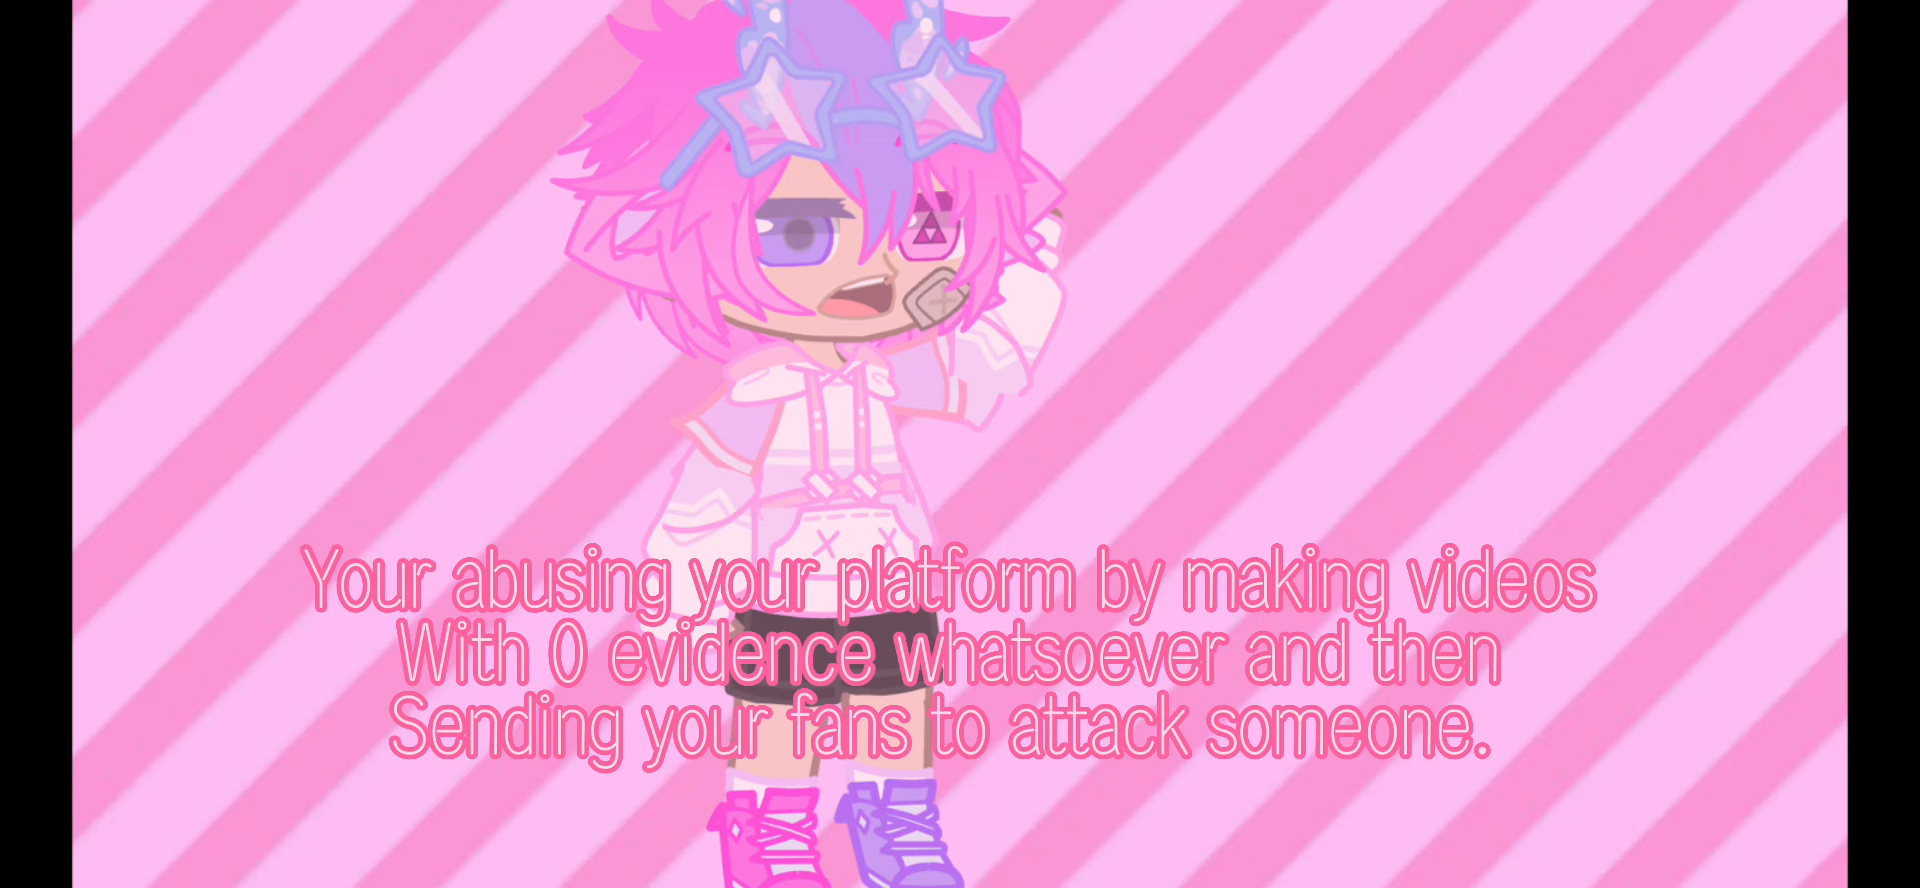 Your abusing your platform by making videos
With 0 evidence whatsoever and then
Sending your fans to attack someone.